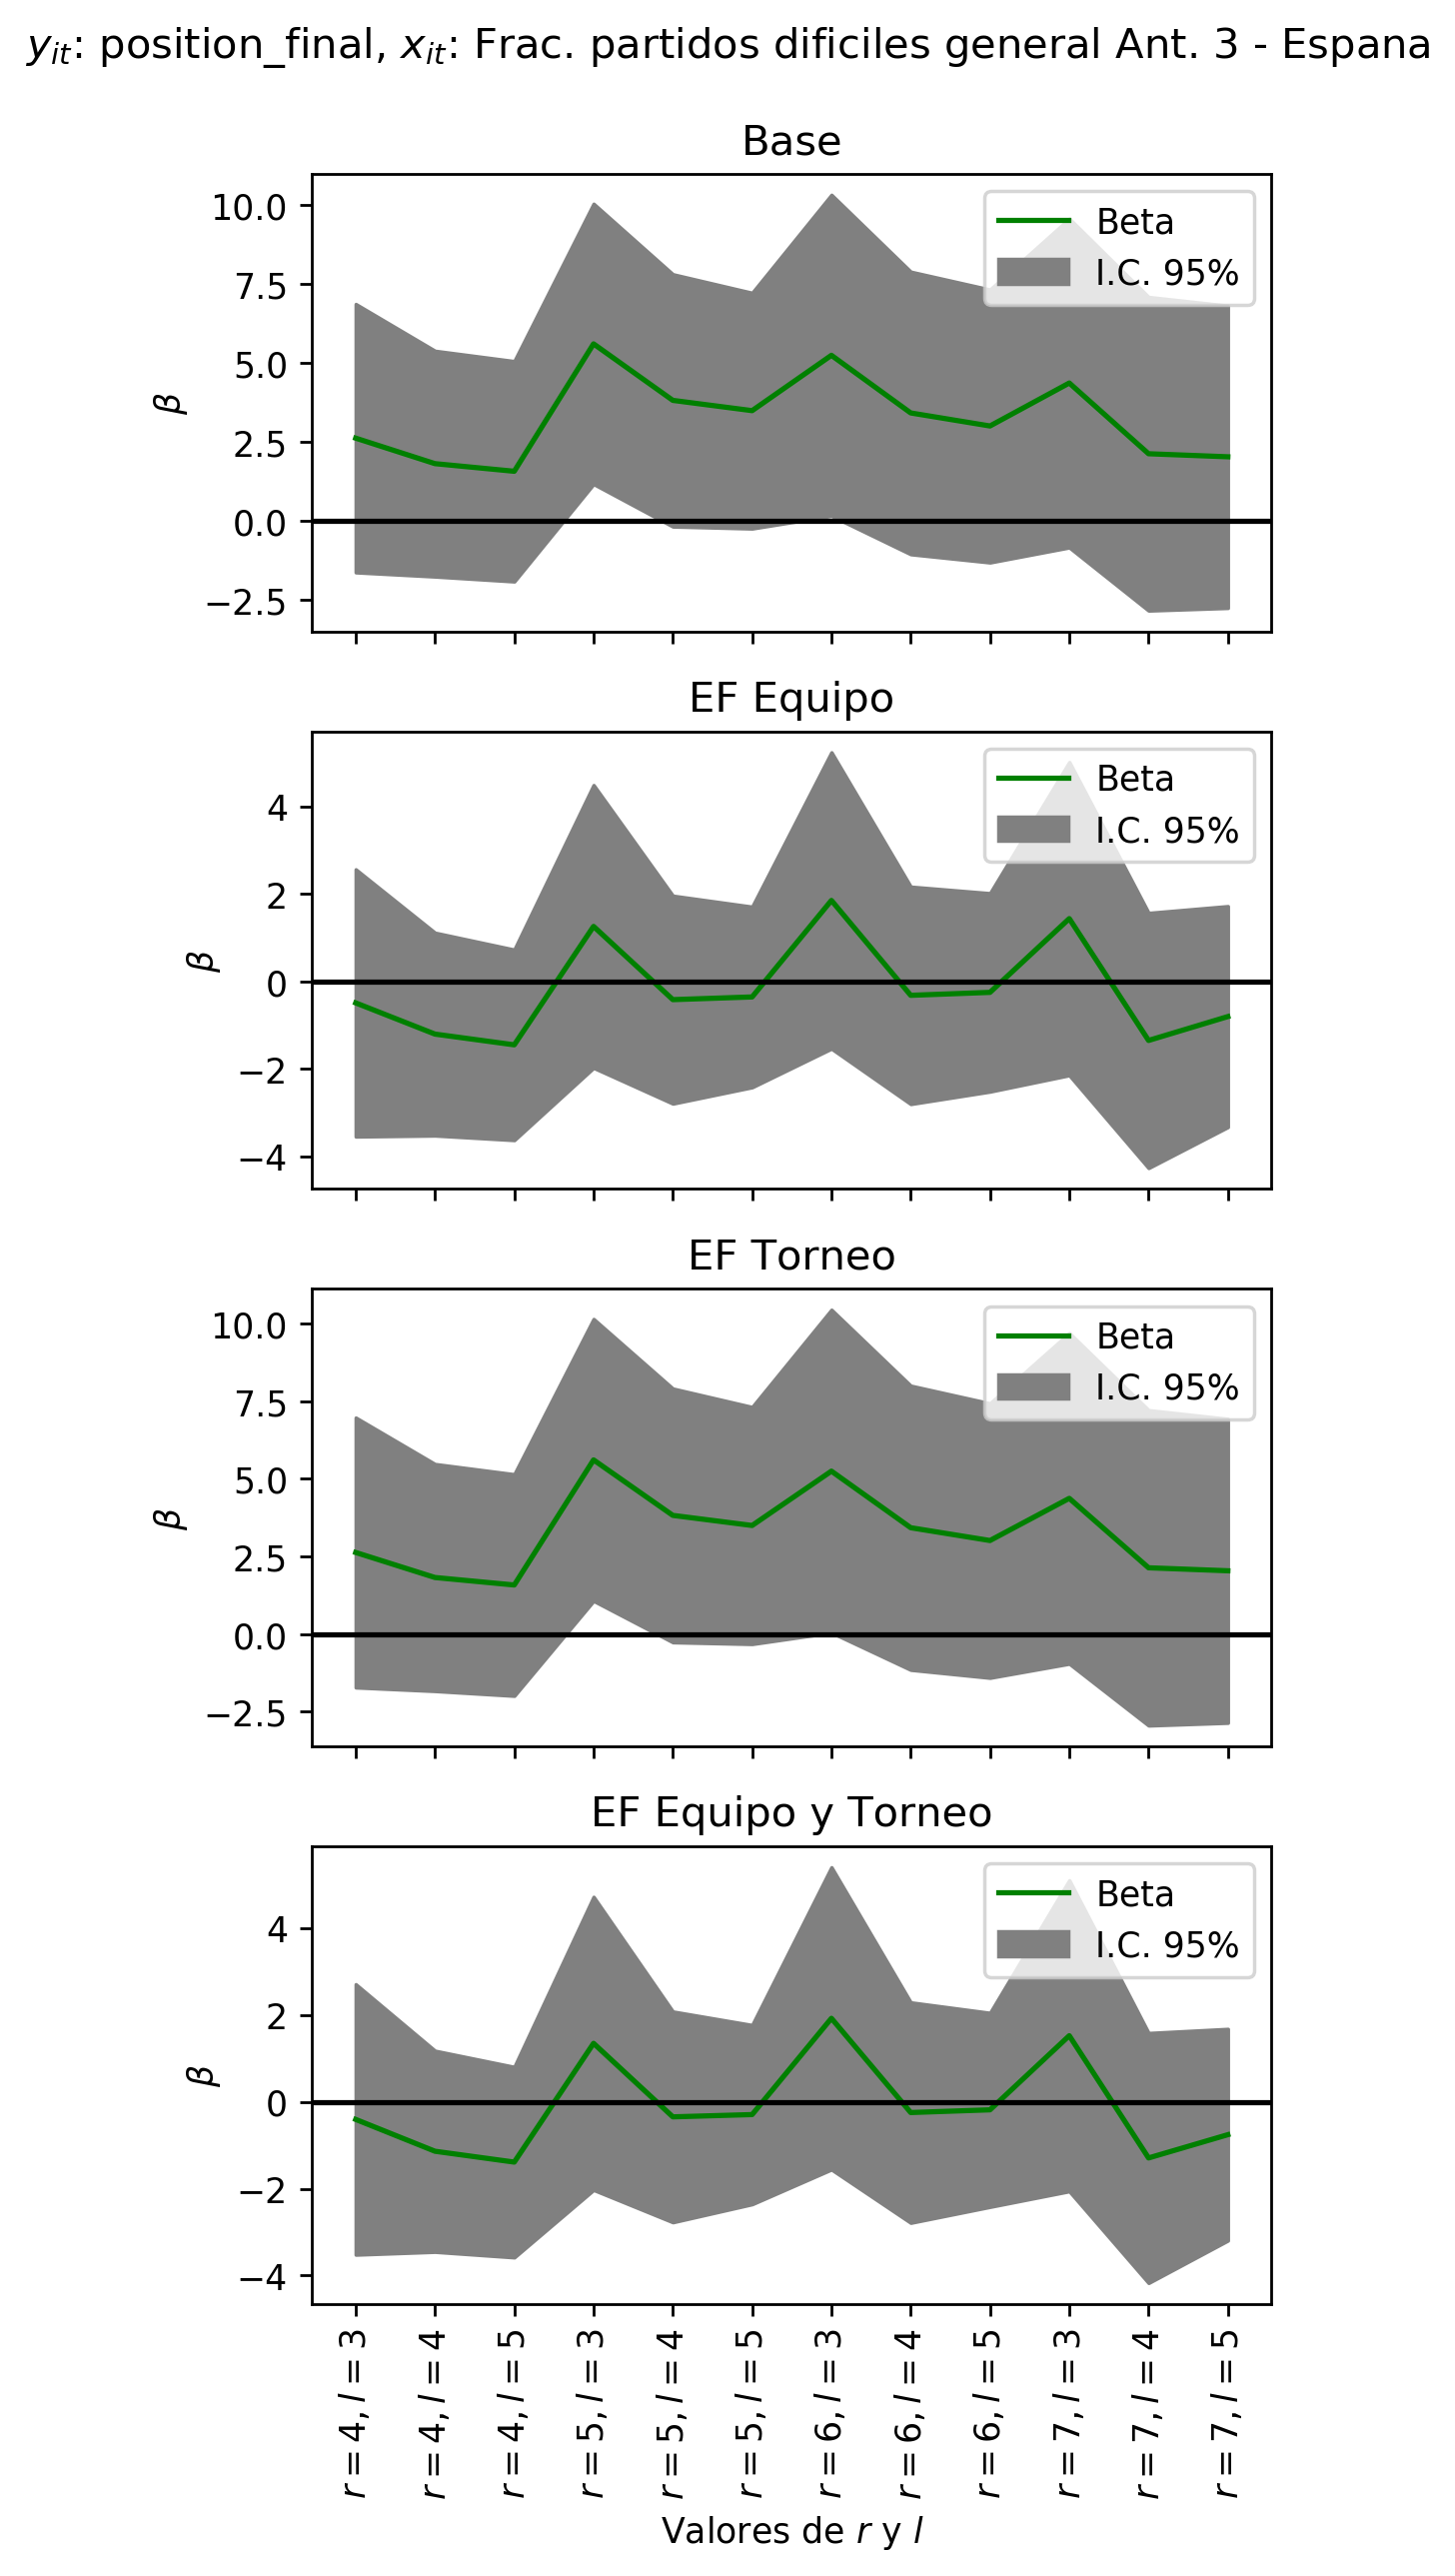 y_it: position_final, x_it: Frac. partidos dificiles general Ant. 3 - Espana
Base
10.0
7.5
5.0
2.5
0.0
−2.5
β
Beta
I.C. 95%
EF Equipo
4
2
0
−2
−4
β
Beta
I.C. 95%
EF Torneo
10.0
7.5
5.0
2.5
0.0
−2.5
β
Beta
I.C. 95%
EF Equipo y Torneo
4
2
0
−2
−4
β
Beta
I.C. 95%
r = 4, l = 3
r = 4, l = 4
r = 4, l = 5
r = 5, l = 3
r = 5, l = 4
r = 5, l = 5
r = 6, l = 3
r = 6, l = 4
r = 6, l = 5
r = 7, l = 3
r = 7, l = 4
r = 7, l = 5
Valores de r y l